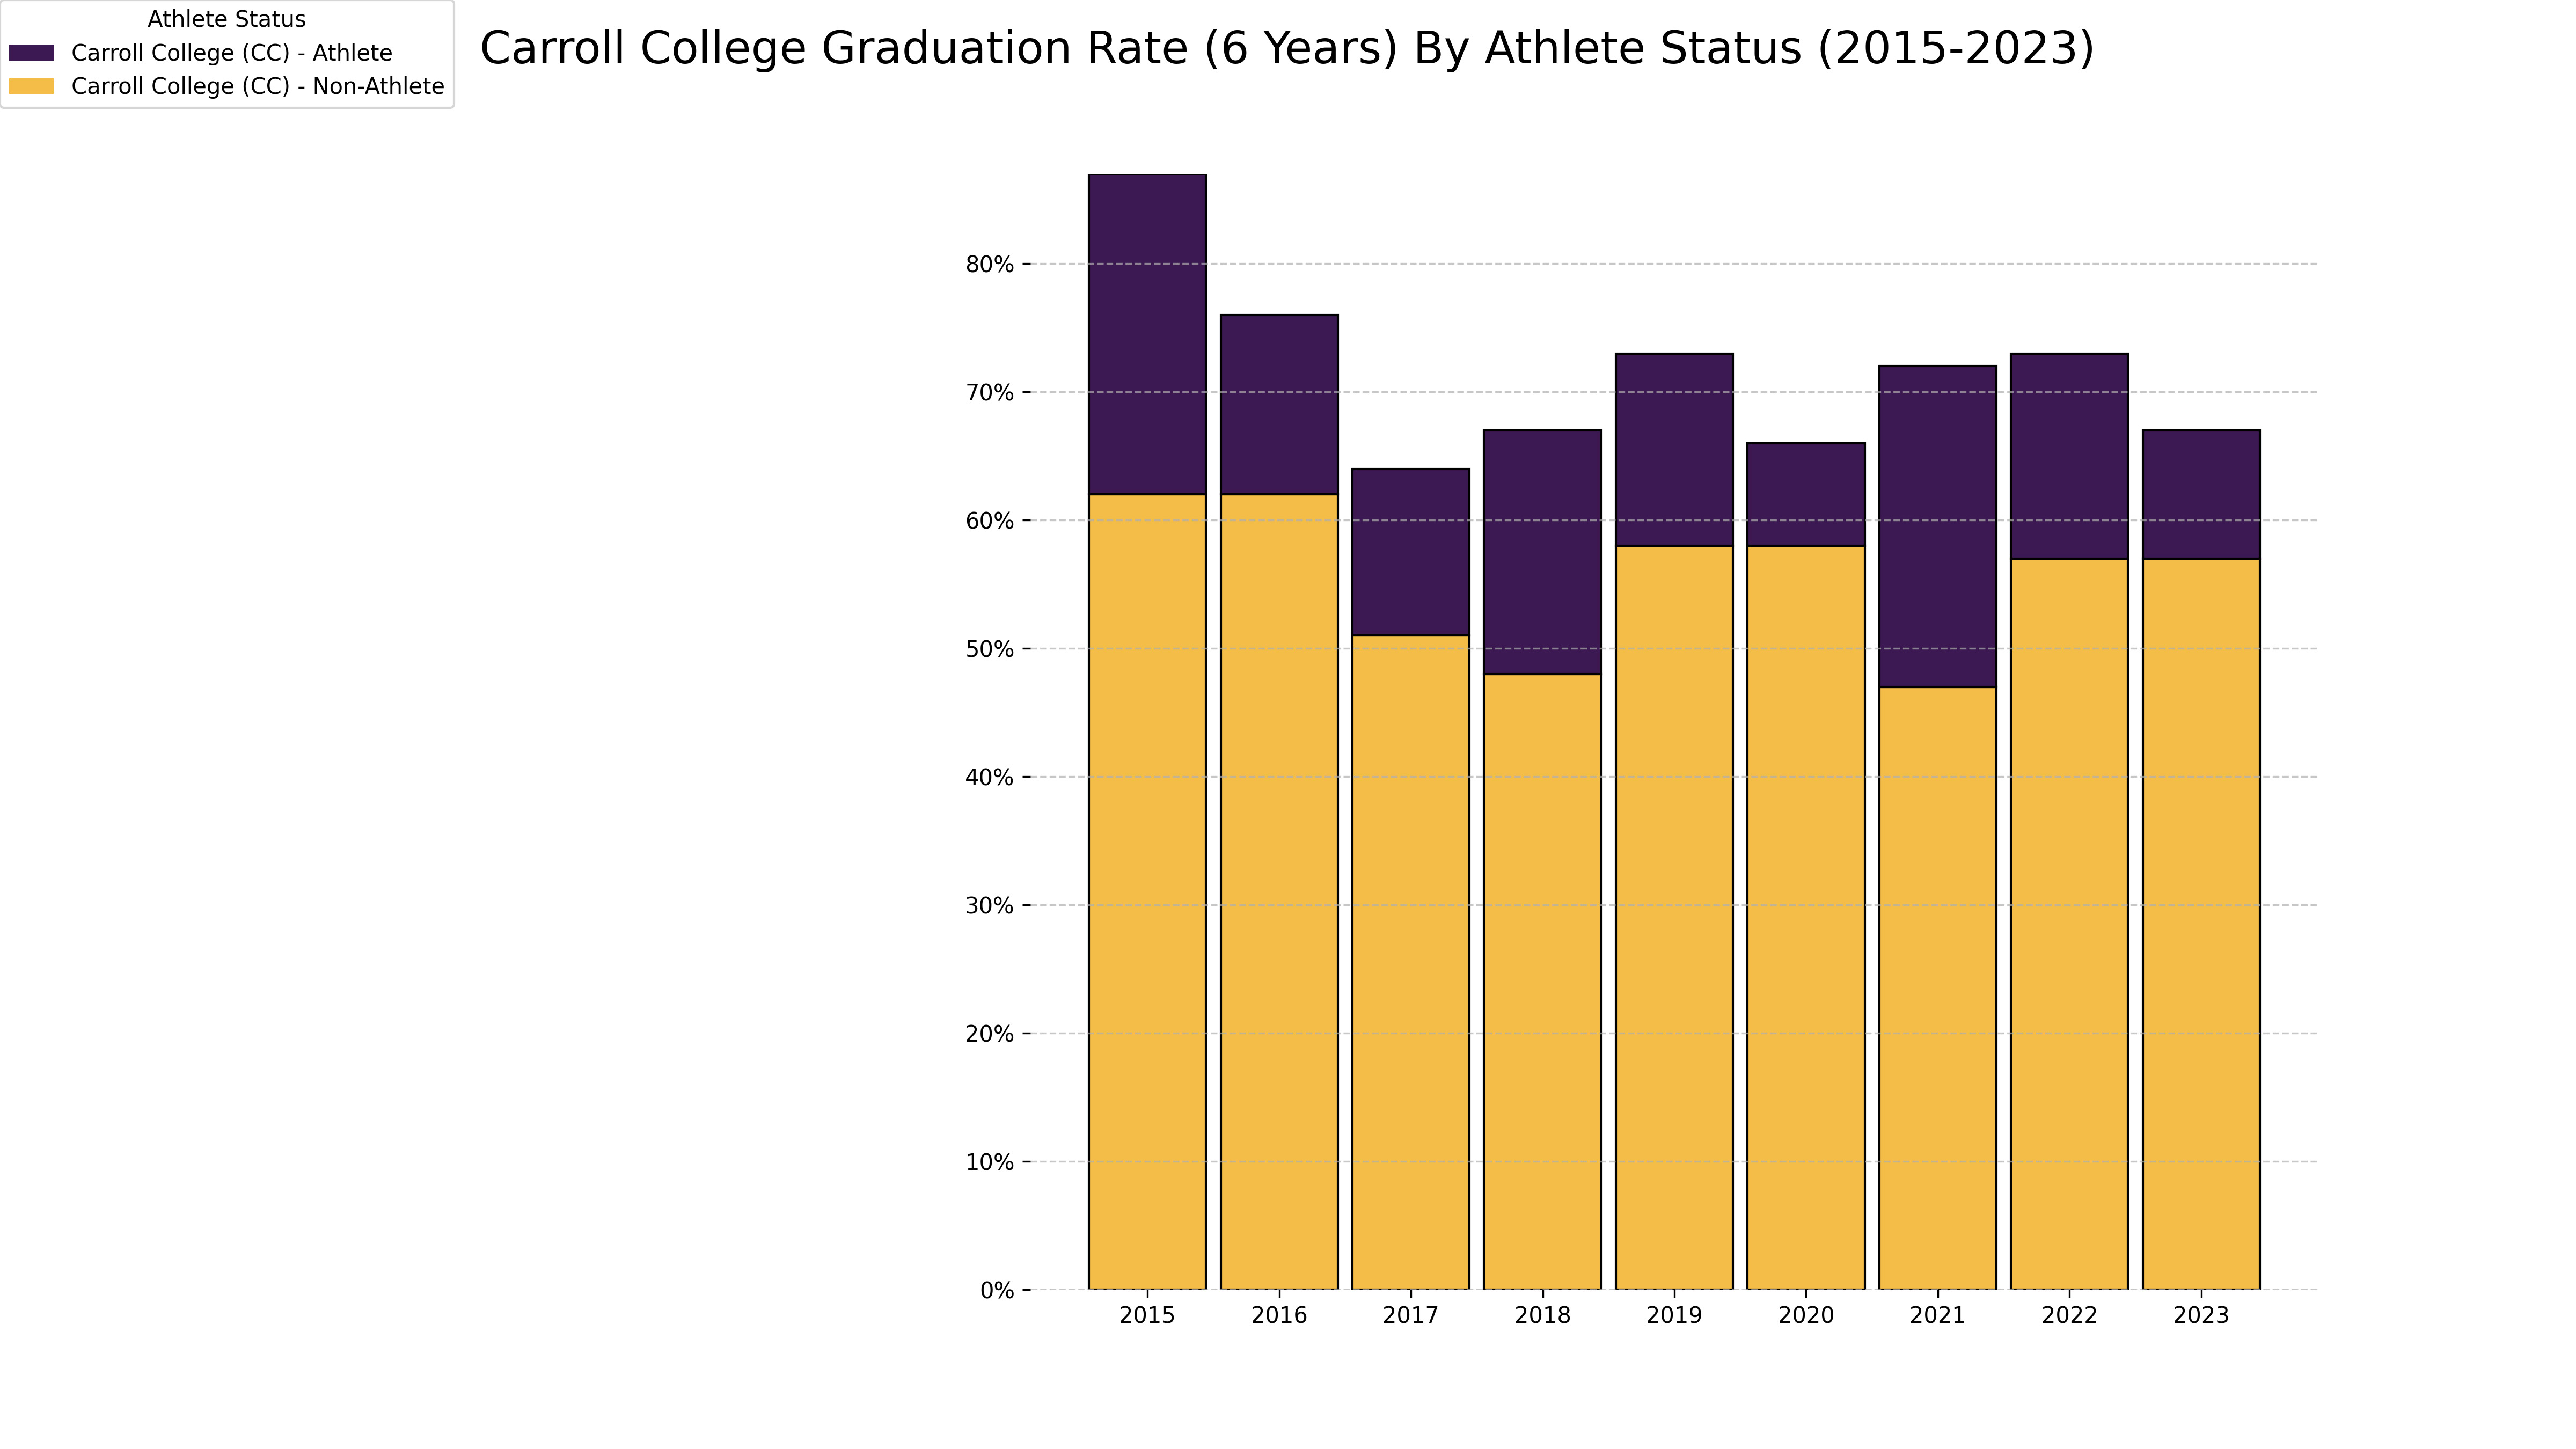 Athlete Status
Carroll College (CC) - Athlete
Carroll College (CC) - Non-Athlete
Carroll College Graduation Rate (6 Years) By Athlete Status (2015-2023)
80%
70%
60%
50%
40%
30%
20%
10%
0%
2015 2016 2017 2018 2019 2020 2021 2022 2023